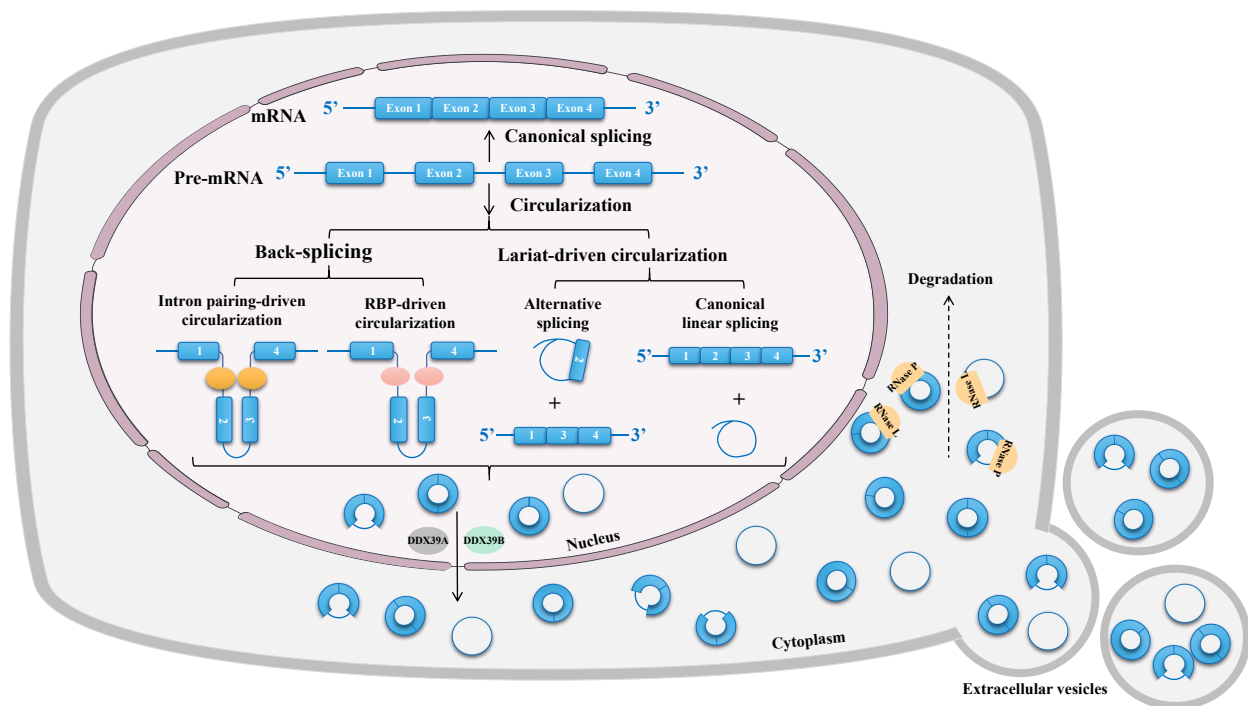 5’ Exon 1 Exon 2 Exon 3 Exon 4 3’
mRNA
Canonical splicing
Pre-mRNA 5’ Exon 1 Exon 2 Exon 3 Exon 4 3’
Circularization
Back-splicing
Lariat-driven circularization
Intron pairing-driven
circularization
RBP-driven
circularization
Alternative
splicing
Canonical
linear splicing
1 4
2 3
1 4
2 3
2
+
5’ 1 3 4 3’
5’ 1 2 3 4 3’
+
Degradation
RNase P
RNase L
RNase L
RNase P
DDX39A
DDX39B
Nucleus
Cytoplasm
Extracellular vesicles